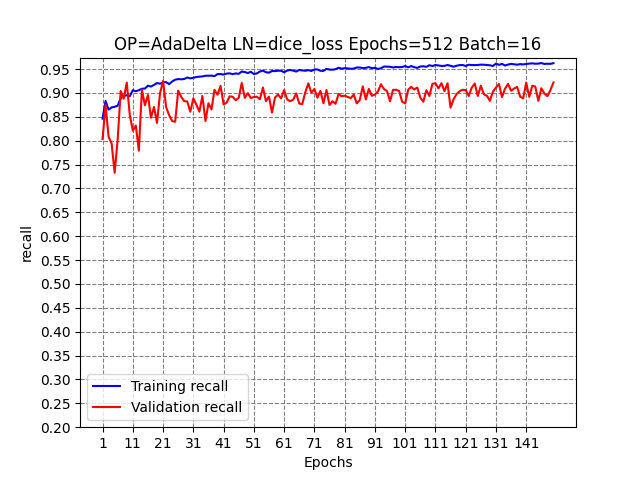 OP=AdaDelta LN=dice_loss Epochs=512 Batch=16
0.95
0.90
0.85
0.80
0.75
0.70
0.65
0.60
0.55
0.50
0.45
0.40
0.35
0.30
0.25
0.20
recall
Training recall
Validation recall
1 11 21 31 41 51 61 71 81 91 101 111 121 131 141
Epochs